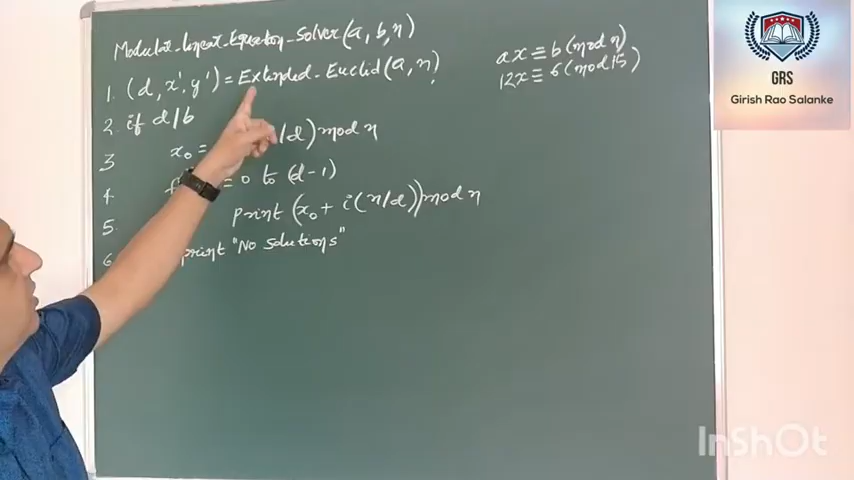 Modular-Linear-Equation-Solver(a, b, n)
1. (d, x', y') = Extended-Euclid(a, n)
2. if d/b
3 x₀ = /d) mod n
4 = 0 to (d-1)
5. print (x₀ + i(n/d)) mod n
6 print "No solutions"
ax ≡ b (mod n)
12x ≡ 6 (mod 15)
GRS
Girish Rao Salanke
InShOt